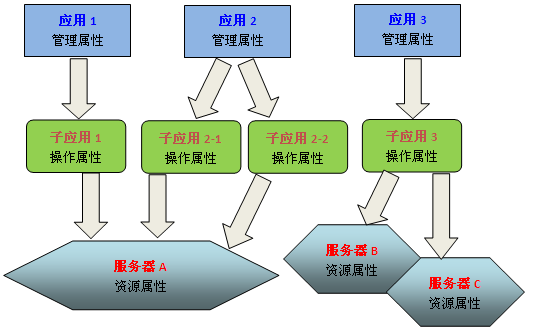 应用 1
管理属性
应用 2
管理属性
应用 3
管理属性
子应用 1
操作属性
子应用 2-1
操作属性
子应用 2-2
操作属性
子应用 3
操作属性
服务器 A
资源属性
服务器 B
资源属性
服务器 C
资源属性